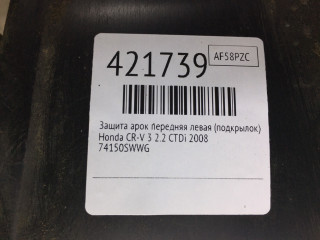 421739
AFS8PZC
Защита арок передняя левая (подкрылок)
Honda CR-V 3 2.2 CTDi 2008
74150SWWG